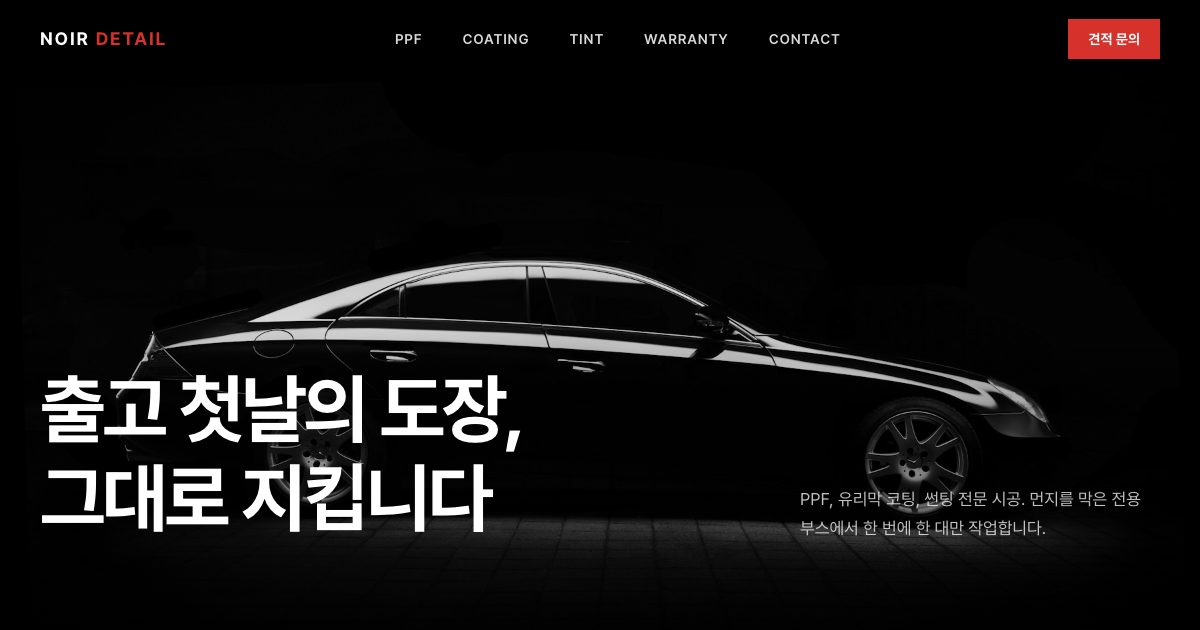 NOIR DETAIL
PPF
COATING
TINT
WARRANTY
CONTACT
견적 문의
출고 첫날의 도장,
그대로 지킵니다
PPF, 유리막 코팅, 썬팅 전문 시공. 먼지를 막은 전용
부스에서 한 번에 한 대만 작업합니다.